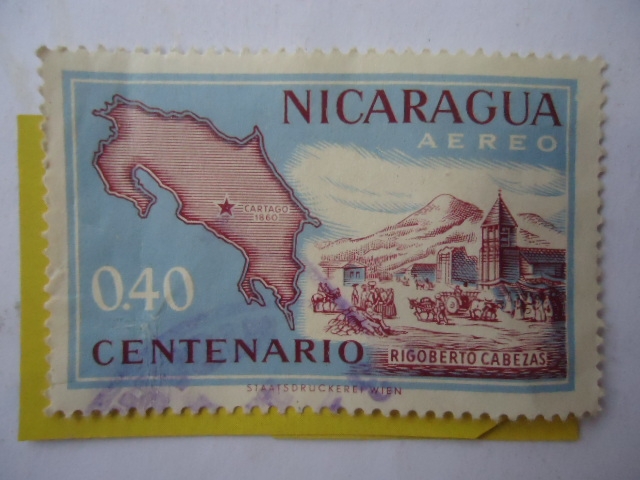 NICARAGUA
AEREO
CARTAGO
1860
0.40
CENTENARIO
RIGOBERTO CABEZAS
STAATSDRUCKEREI WIEN